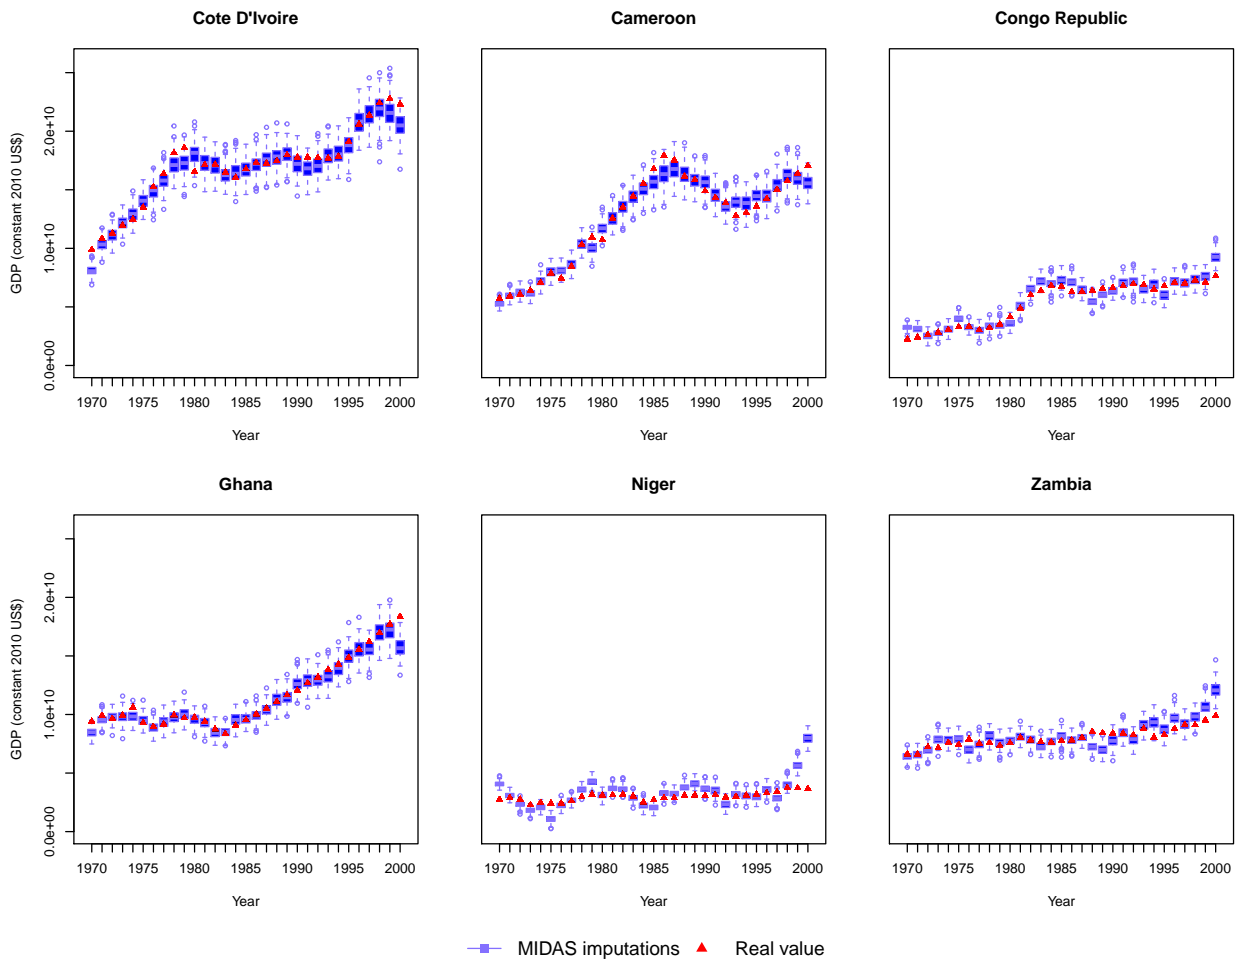 Cote D'Ivoire
Cameroon
Congo Republic
GDP (constant 2010 US$)
2.0e+10
1.0e+10
0.0e+00
1970 1975 1980 1985 1990 1995 2000
1970 1975 1980 1985 1990 1995 2000
1970 1975 1980 1985 1990 1995 2000
Year
Year
Year
Ghana
Niger
Zambia
GDP (constant 2010 US$)
2.0e+10
1.0e+10
0.0e+00
1970 1975 1980 1985 1990 1995 2000
1970 1975 1980 1985 1990 1995 2000
1970 1975 1980 1985 1990 1995 2000
Year
Year
Year
MIDAS imputations
Real value